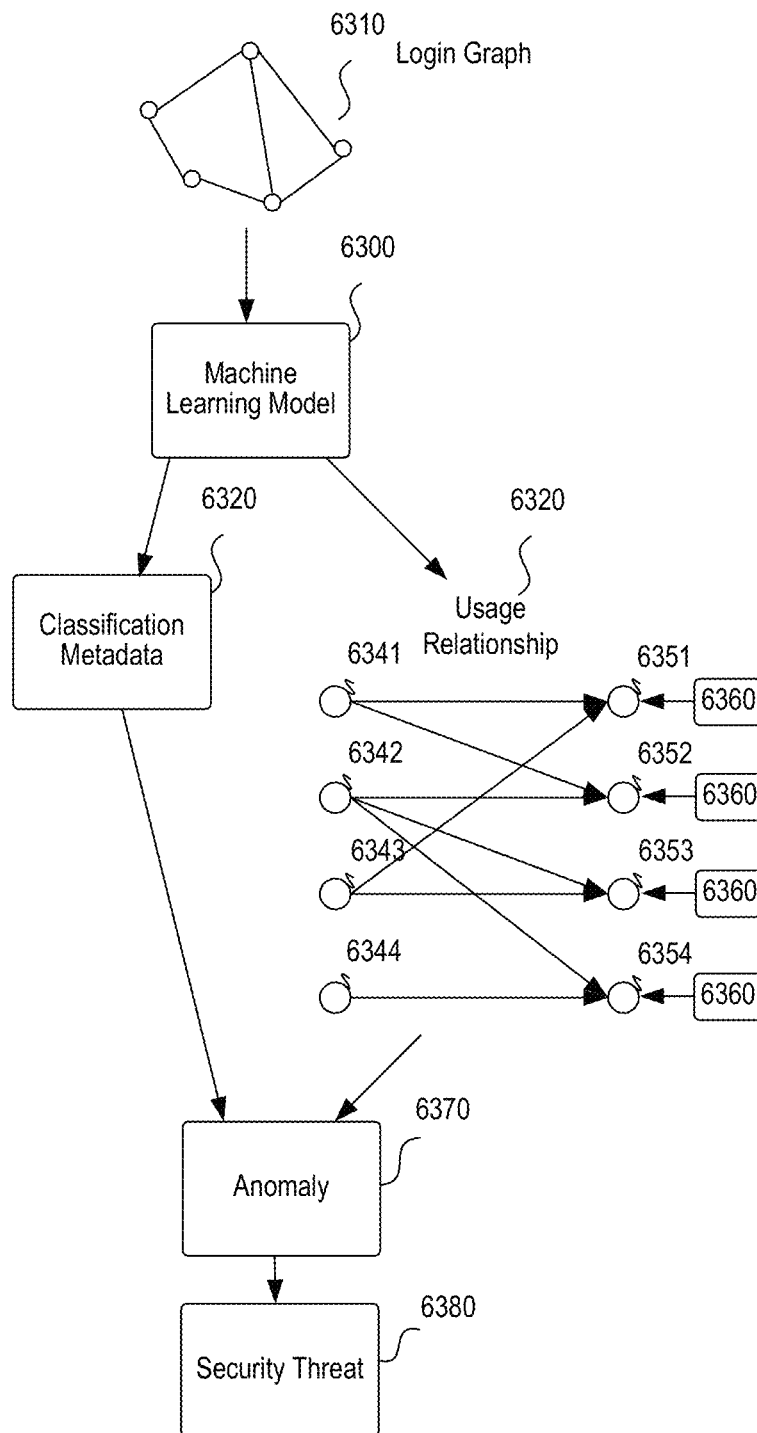 6310
Login Graph
6300
Machine
Learning Model
6320
6320
Classification
Metadata
Usage
Relationship
6341
6351
6360
6342
6352
6360
6343
6353
6360
6344
6354
6360
6370
Anomaly
6380
Security Threat